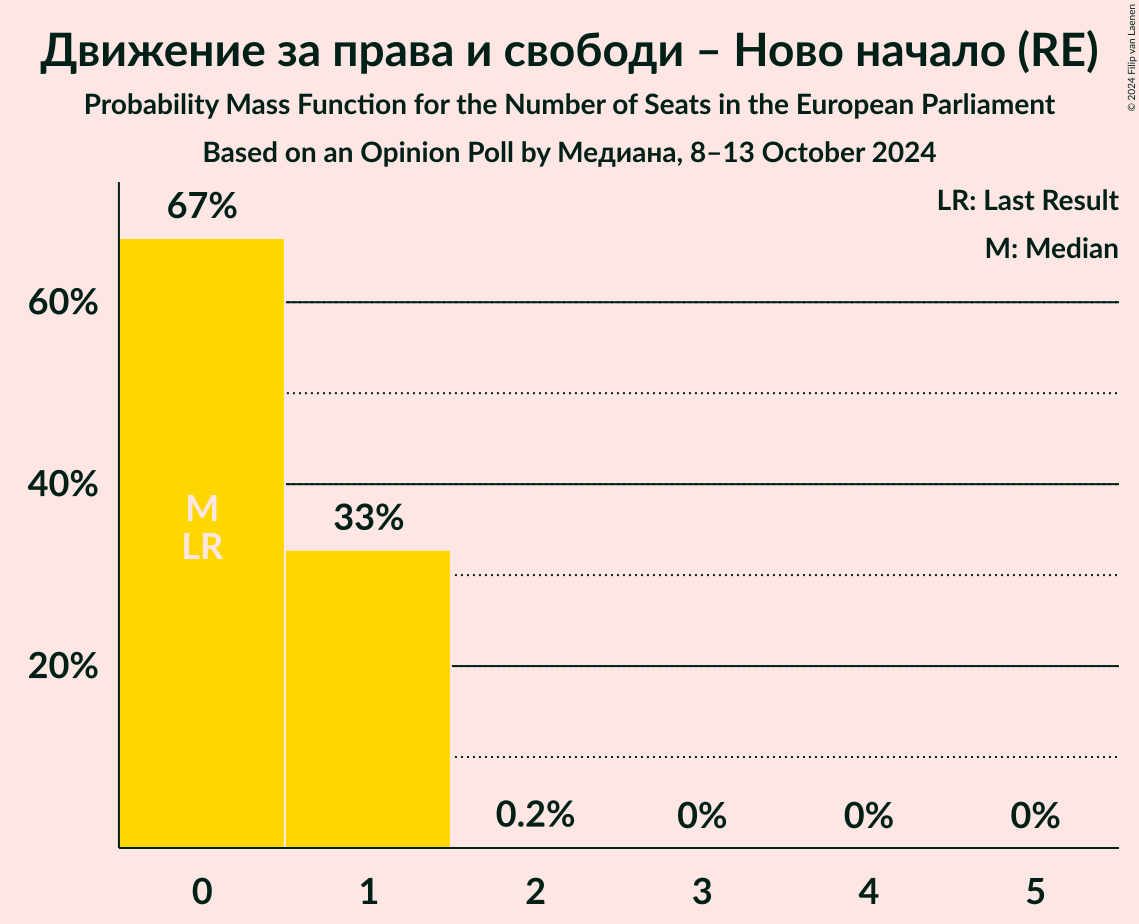 Движение за права и свободи – Ново начало (RE)
Probability Mass Function for the Number of Seats in the European Parliament
Based on an Opinion Poll by Медиана, 8–13 October 2024
© 2024 Filip van Laenen
LR: Last Result
M: Median
67%
60%
40%
20%
M
LR
33%
0.2%
0%
0%
0%
0
1
2
3
4
5